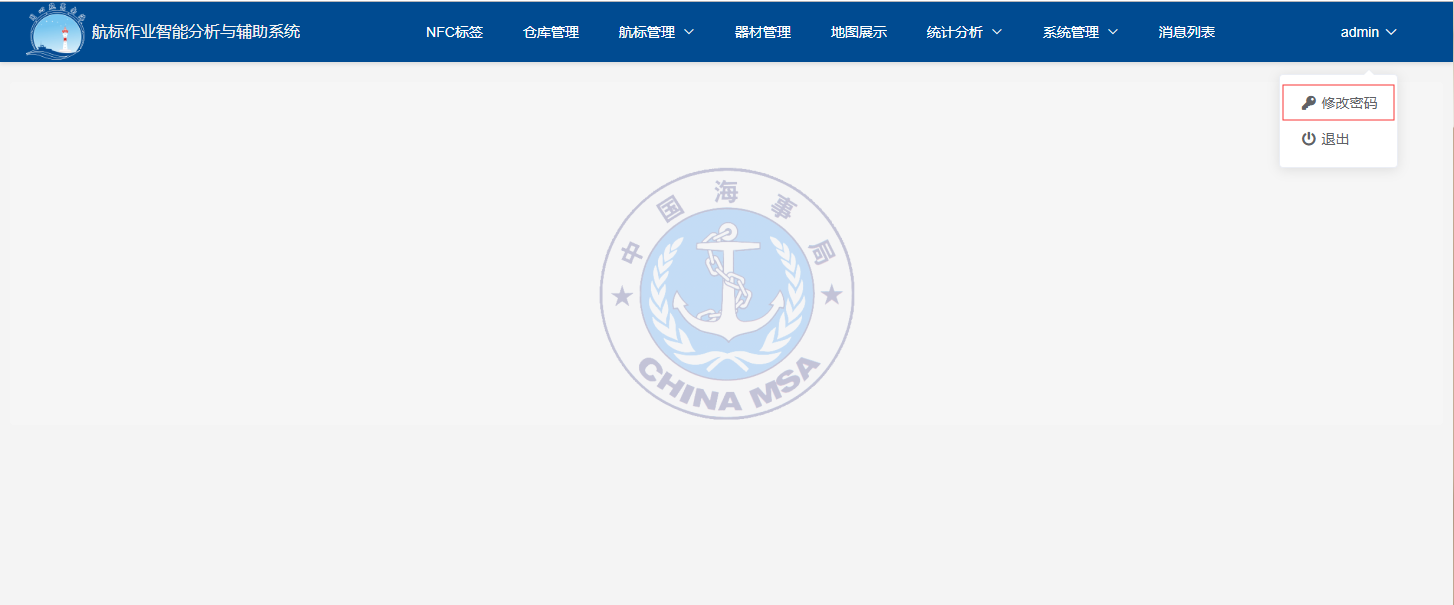 航标作业智能分析与辅助系统
NFC标签 仓库管理 航标管理 器材管理 地图展示 统计分析 系统管理 消息列表 admin
修改密码
退出
中国海事局
CHINA MSA